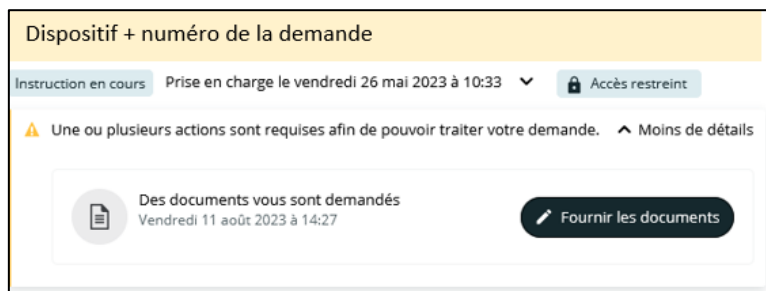 Dispositif + numéro de la demande
Instruction en cours Prise en charge le vendredi 26 mai 2023 à 10:33 Accès restreint
Une ou plusieurs actions sont requises afin de pouvoir traiter votre demande. Moins de détails
Des documents vous sont demandés
Vendredi 11 août 2023 à 14:27
Fournir les documents